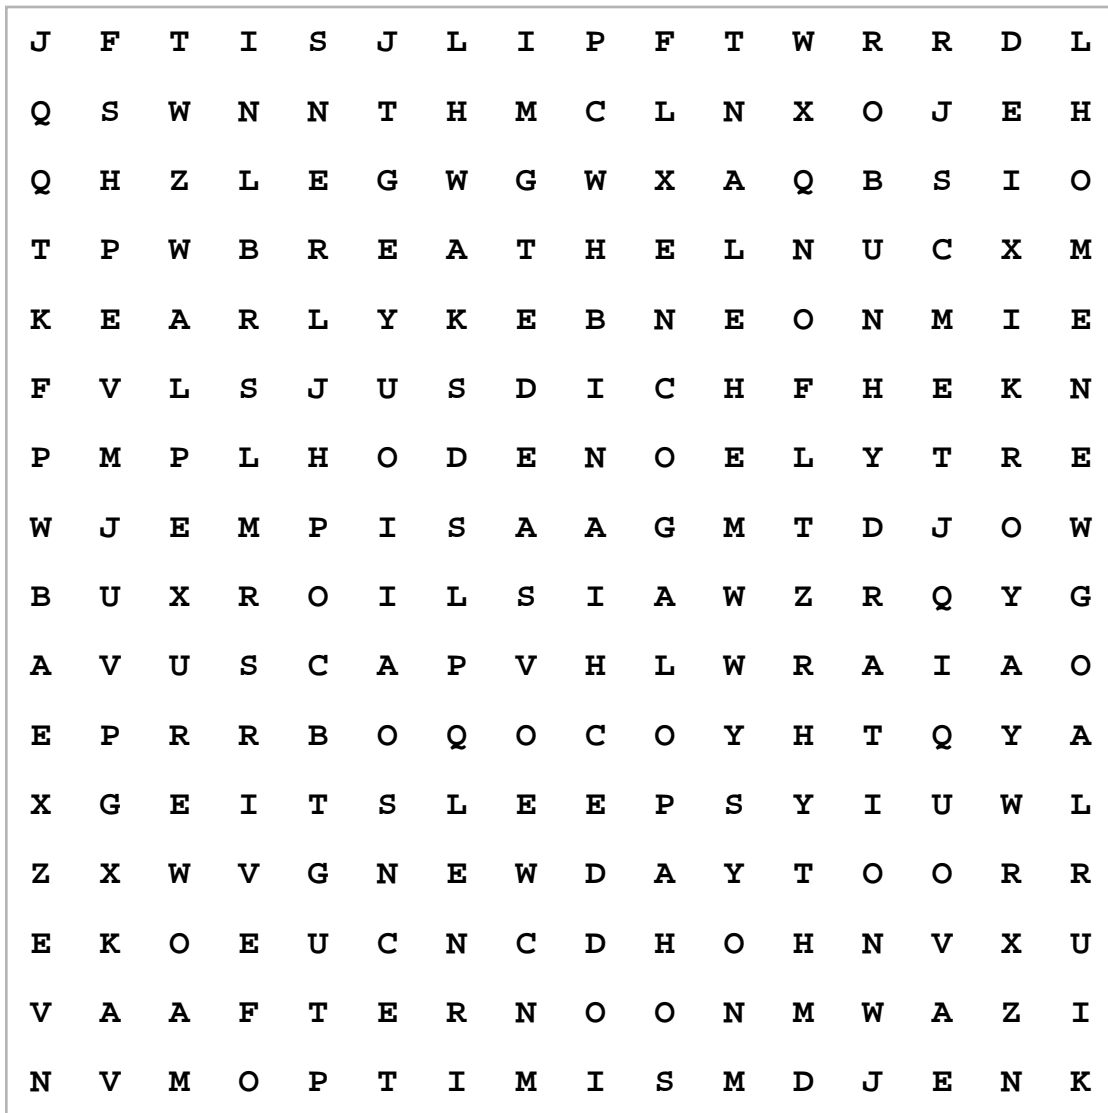 J F T I S J L I P F T W R R D L
Q S W N N T H M C L N X O J E H
Q H Z L E G W G W X A Q B S I O
T P W B R E A T H E L N U C X M
K E A R L Y K E B N E O N M I E
F V L S J U S D I C H F H E K N
P M P L H O D E N O E L Y T R E
W J E M P I S A A G M T D J O W
B U X R O I L S I A W Z R Q Y G
A V U S C A P V H L W R A I A O
E P R R B O Q O C O Y H T Q Y A
X G E I T S L E E P S Y I U W L
Z X W V G N E W D A Y T O O R R
E K O E U C N C D H O H N V X U
V A A F T E R N O O N M W A Z I
N V M O P T I M I S M D J E N K